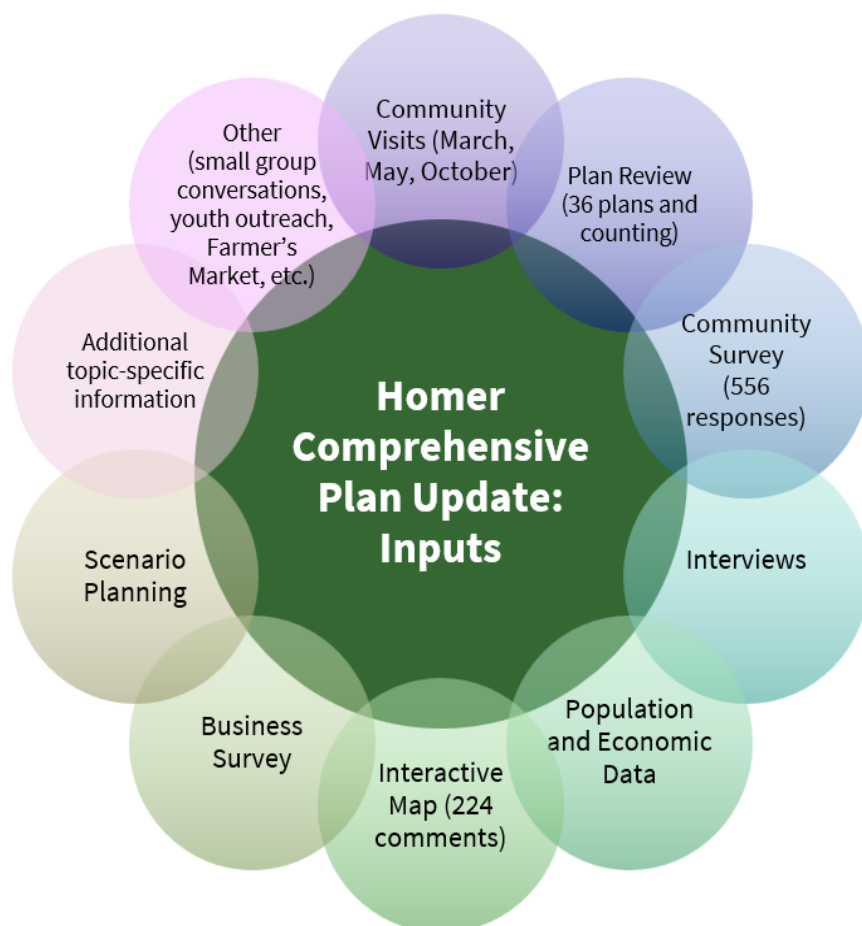 Community
Visits (March,
May, October)
Plan Review
(36 plans and
counting)
Community
Survey
(556
responses)
Interviews
Population
and Economic
Data
Interactive
Map (224
comments)
Business
Survey
Scenario
Planning
Additional
topic-specific
information
Other
(small group
conversations,
youth outreach,
Farmer’s
Market, etc.)
Homer
Comprehensive
Plan Update:
Inputs